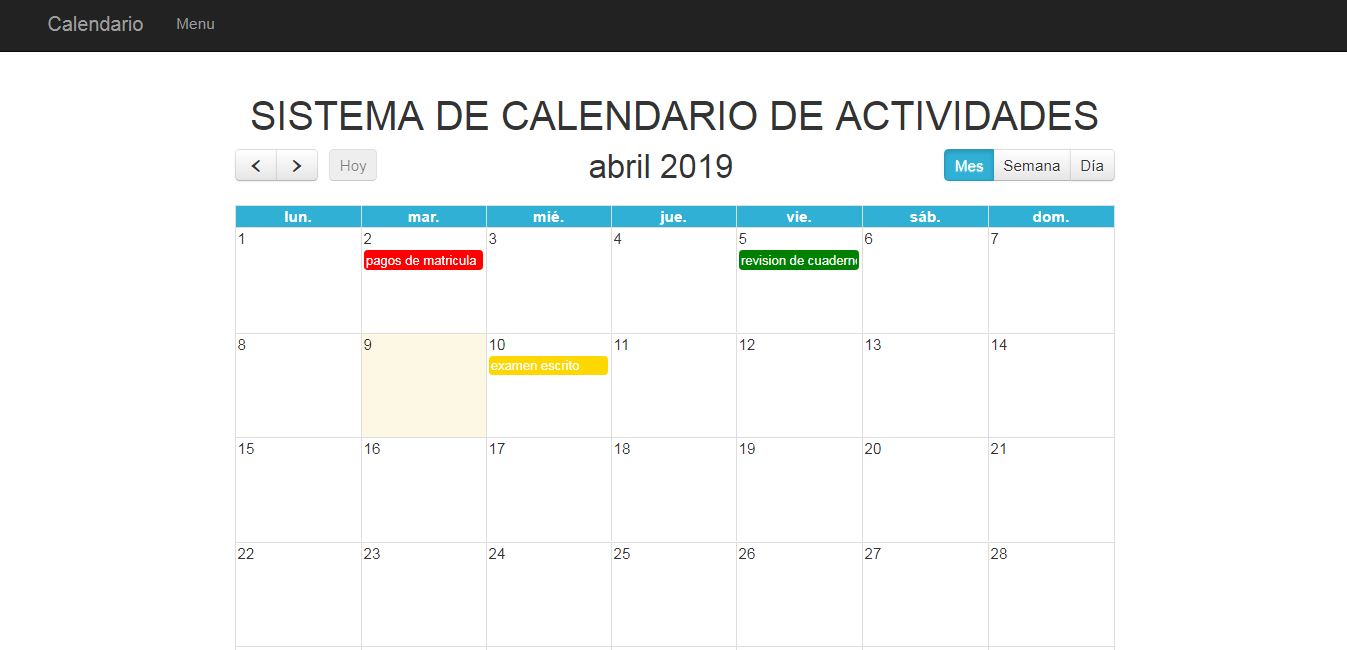 Calendario Menu
SISTEMA DE CALENDARIO DE ACTIVIDADES
Hoy abril 2019 Mes Semana Día
lun. mar. mié. jue. vie. sáb. dom.
1 2 3 4 5 6 7
pagos de matricula revision de cuaderno
8 9 10 11 12 13 14
examen escrito
15 16 17 18 19 20 21
22 23 24 25 26 27 28